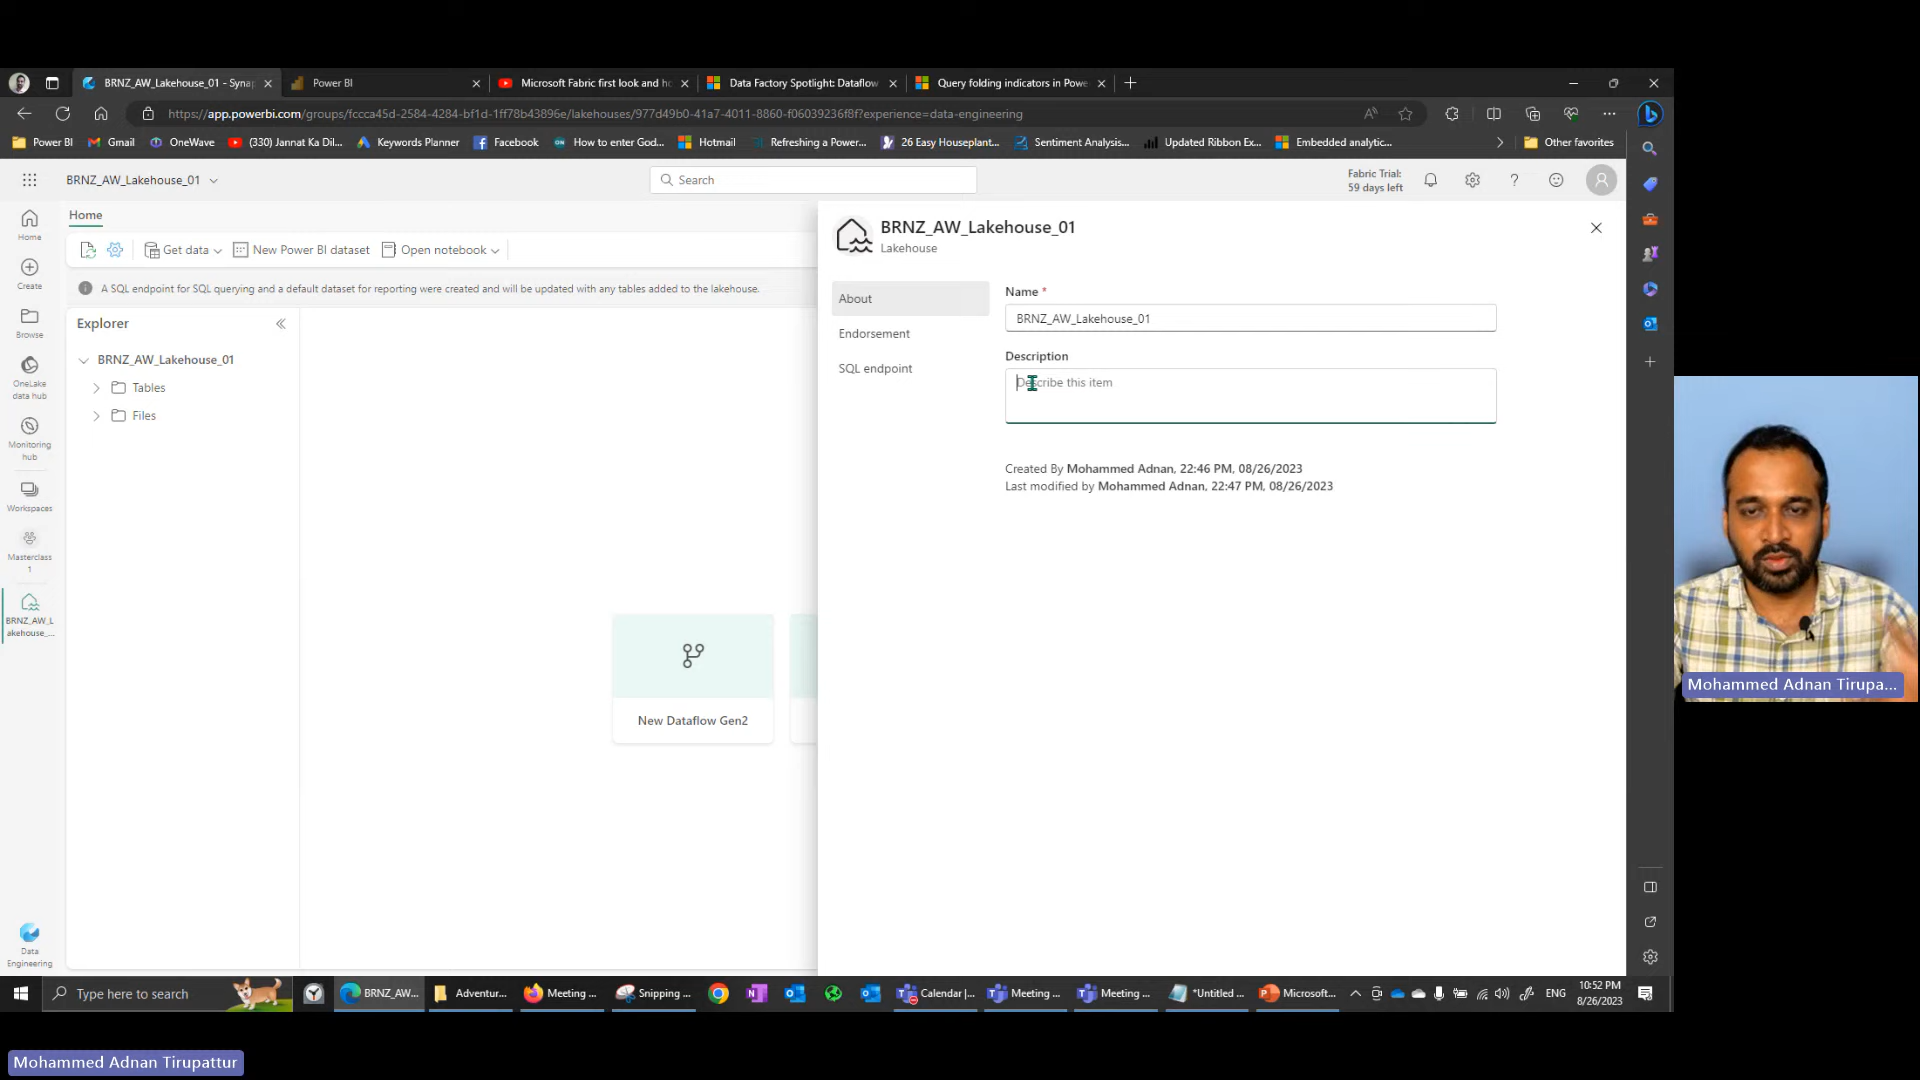 BRNZ_AW_Lakehouse_01 - Synap
Power BI
Microsoft Fabric first look and ho
Data Factory Spotlight: Dataflow
Query folding indicators in Powe
https://app.powerbi.com/groups/fccca45d-2584-4284-bf1d-1ff78b43896e/lakehouses/977d49b0-41a7-4011-8860-f06039236f8f?experience=data-engineering
Power BI
Gmail
OneWave
(330) Jannat Ka Dil...
Keywords Planner
Facebook
How to enter God...
Hotmail
Refreshing a Powe...
26 Easy Houseplant...
Sentiment Analysis...
Updated Ribbon Ex...
Embedded analytic...
Other favorites
BRNZ_AW_Lakehouse_01
Search
Fabric Trial:
59 days left
Home
Create
Browse
OneLake
data hub
Monitoring
hub
Workspaces
Masterclass
1
BRNZ_AW_L
akehouse_...
Data
Engineering
Home
Get data
New Power BI dataset
Open notebook
A SQL endpoint for SQL querying and a default dataset for reporting were created and will be updated with any tables added to the lakehouse.
Explorer
BRNZ_AW_Lakehouse_01
Tables
Files
New Dataflow Gen2
BRNZ_AW_Lakehouse_01
Lakehouse
About
Endorsement
SQL endpoint
Name *
BRNZ_AW_Lakehouse_01
Description
Describe this item
Created By Mohammed Adnan, 22:46 PM, 08/26/2023
Last modified by Mohammed Adnan, 22:47 PM, 08/26/2023
Mohammed Adnan Tirupa...
Type here to search
BRNZ_AW...
Adventur...
Meeting ...
Snipping ...
Calendar |...
Meeting ...
Meeting ...
*Untitled ...
Microsoft...
ENG
10:52 PM
8/26/2023
Mohammed Adnan Tirupattur